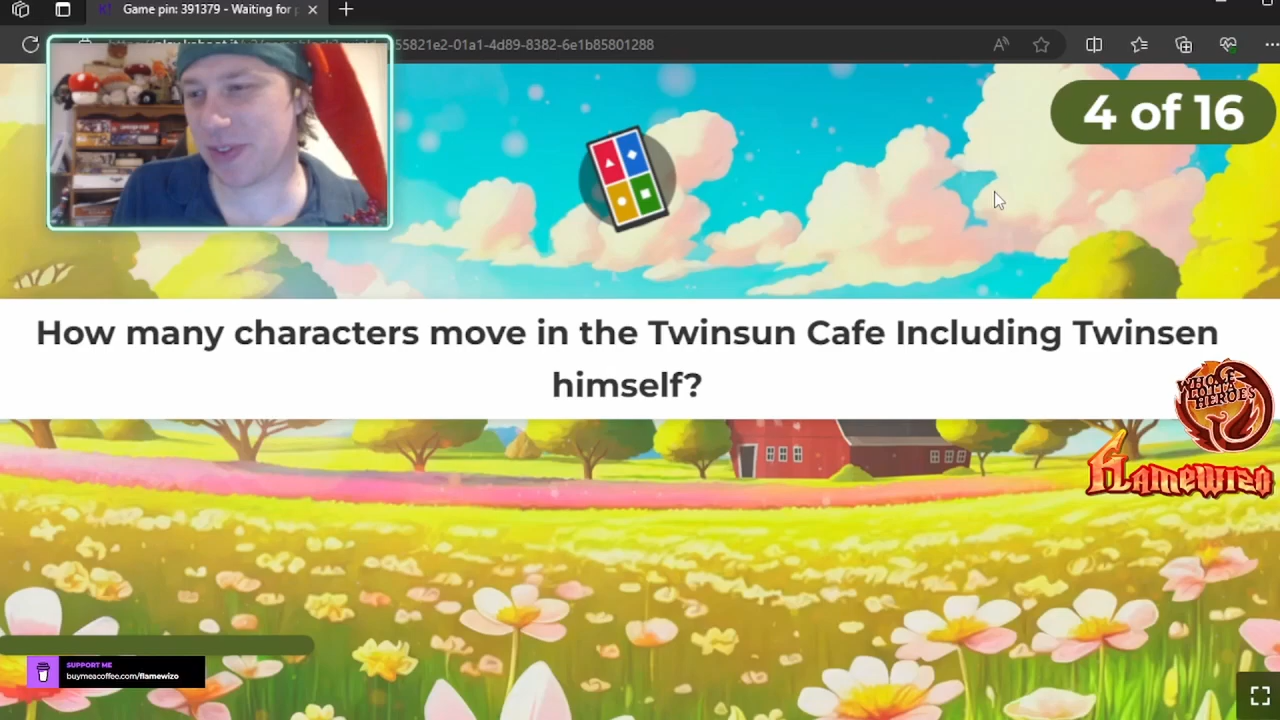 Game pin: 391379 - Waiting for
55821e2-01a1-4d89-8382-6e1b85801288
4 of 16
How many characters move in the Twinsun Cafe Including Twinsen
himself?
WHOLE
LOTTA
HEROES
FLAMEWIZO
SUPPORT ME
buymeacoffee.com/flamewizo